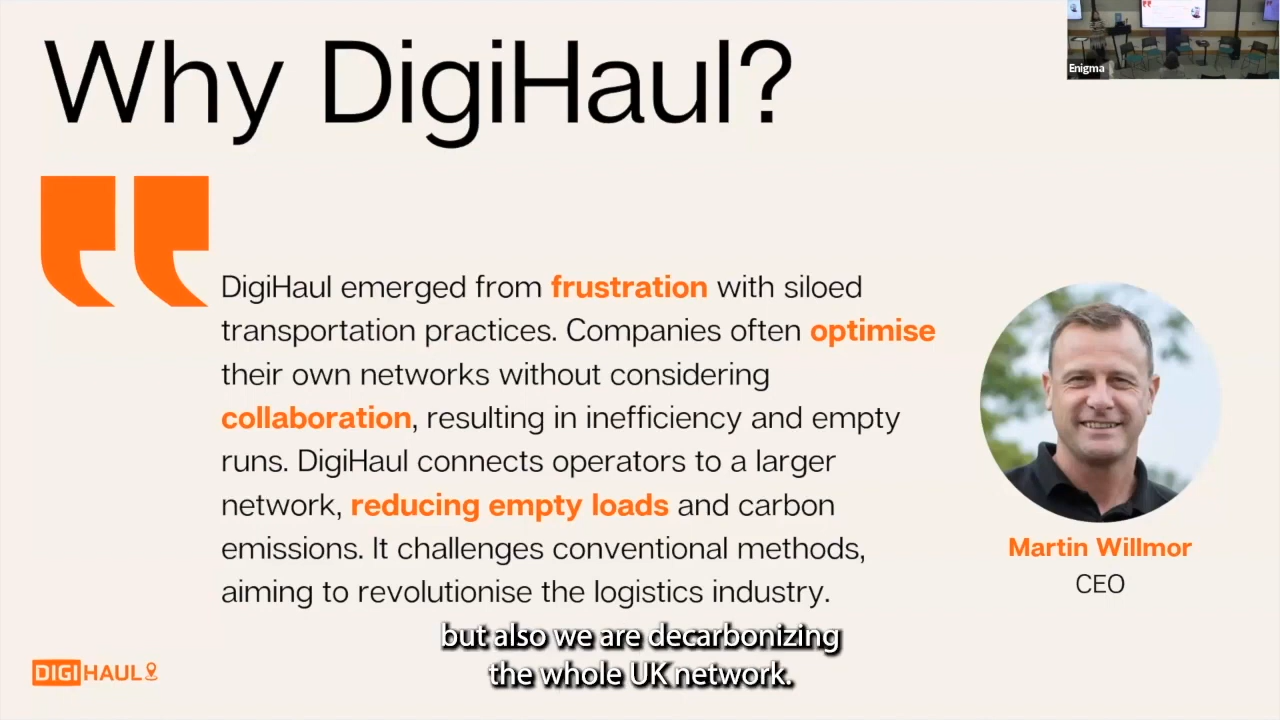 Why DigiHaul?
Enigma
DigiHaul emerged from frustration with siloed
transportation practices. Companies often optimise
their own networks without considering
collaboration, resulting in inefficiency and empty
runs. DigiHaul connects operators to a larger
network, reducing empty loads and carbon
emissions. It challenges conventional methods,
aiming to revolutionise the logistics industry.
Martin Willmor
CEO
but also we are decarbonizing
the whole UK network.
DIGIHAUL